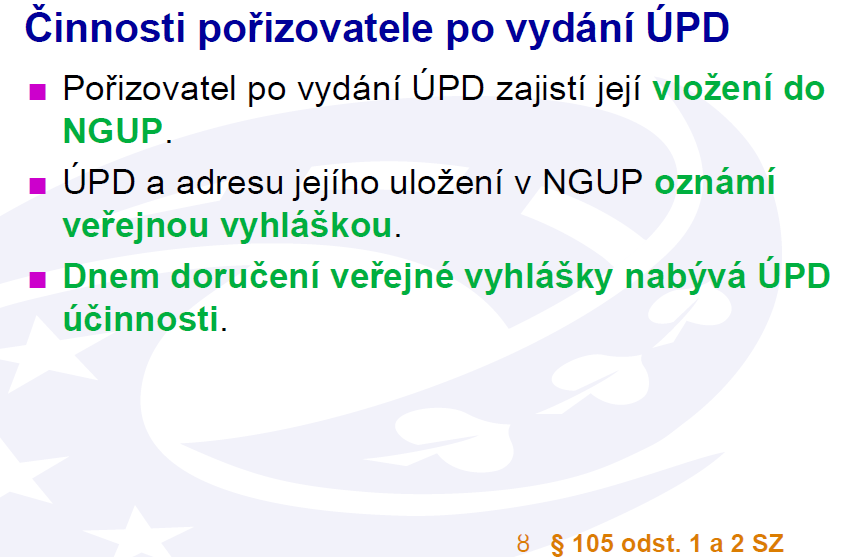 Činnosti pořizovatele po vydání ÚPD
Pořizovatel po vydání ÚPD zajistí její vložení do
NGUP.
ÚPD a adresu jejího uložení v NGUP oznámí
veřejnou vyhláškou.
Dnem doručení veřejné vyhlášky nabývá ÚPD
účinnosti.
8 § 105 odst. 1 a 2 SZ